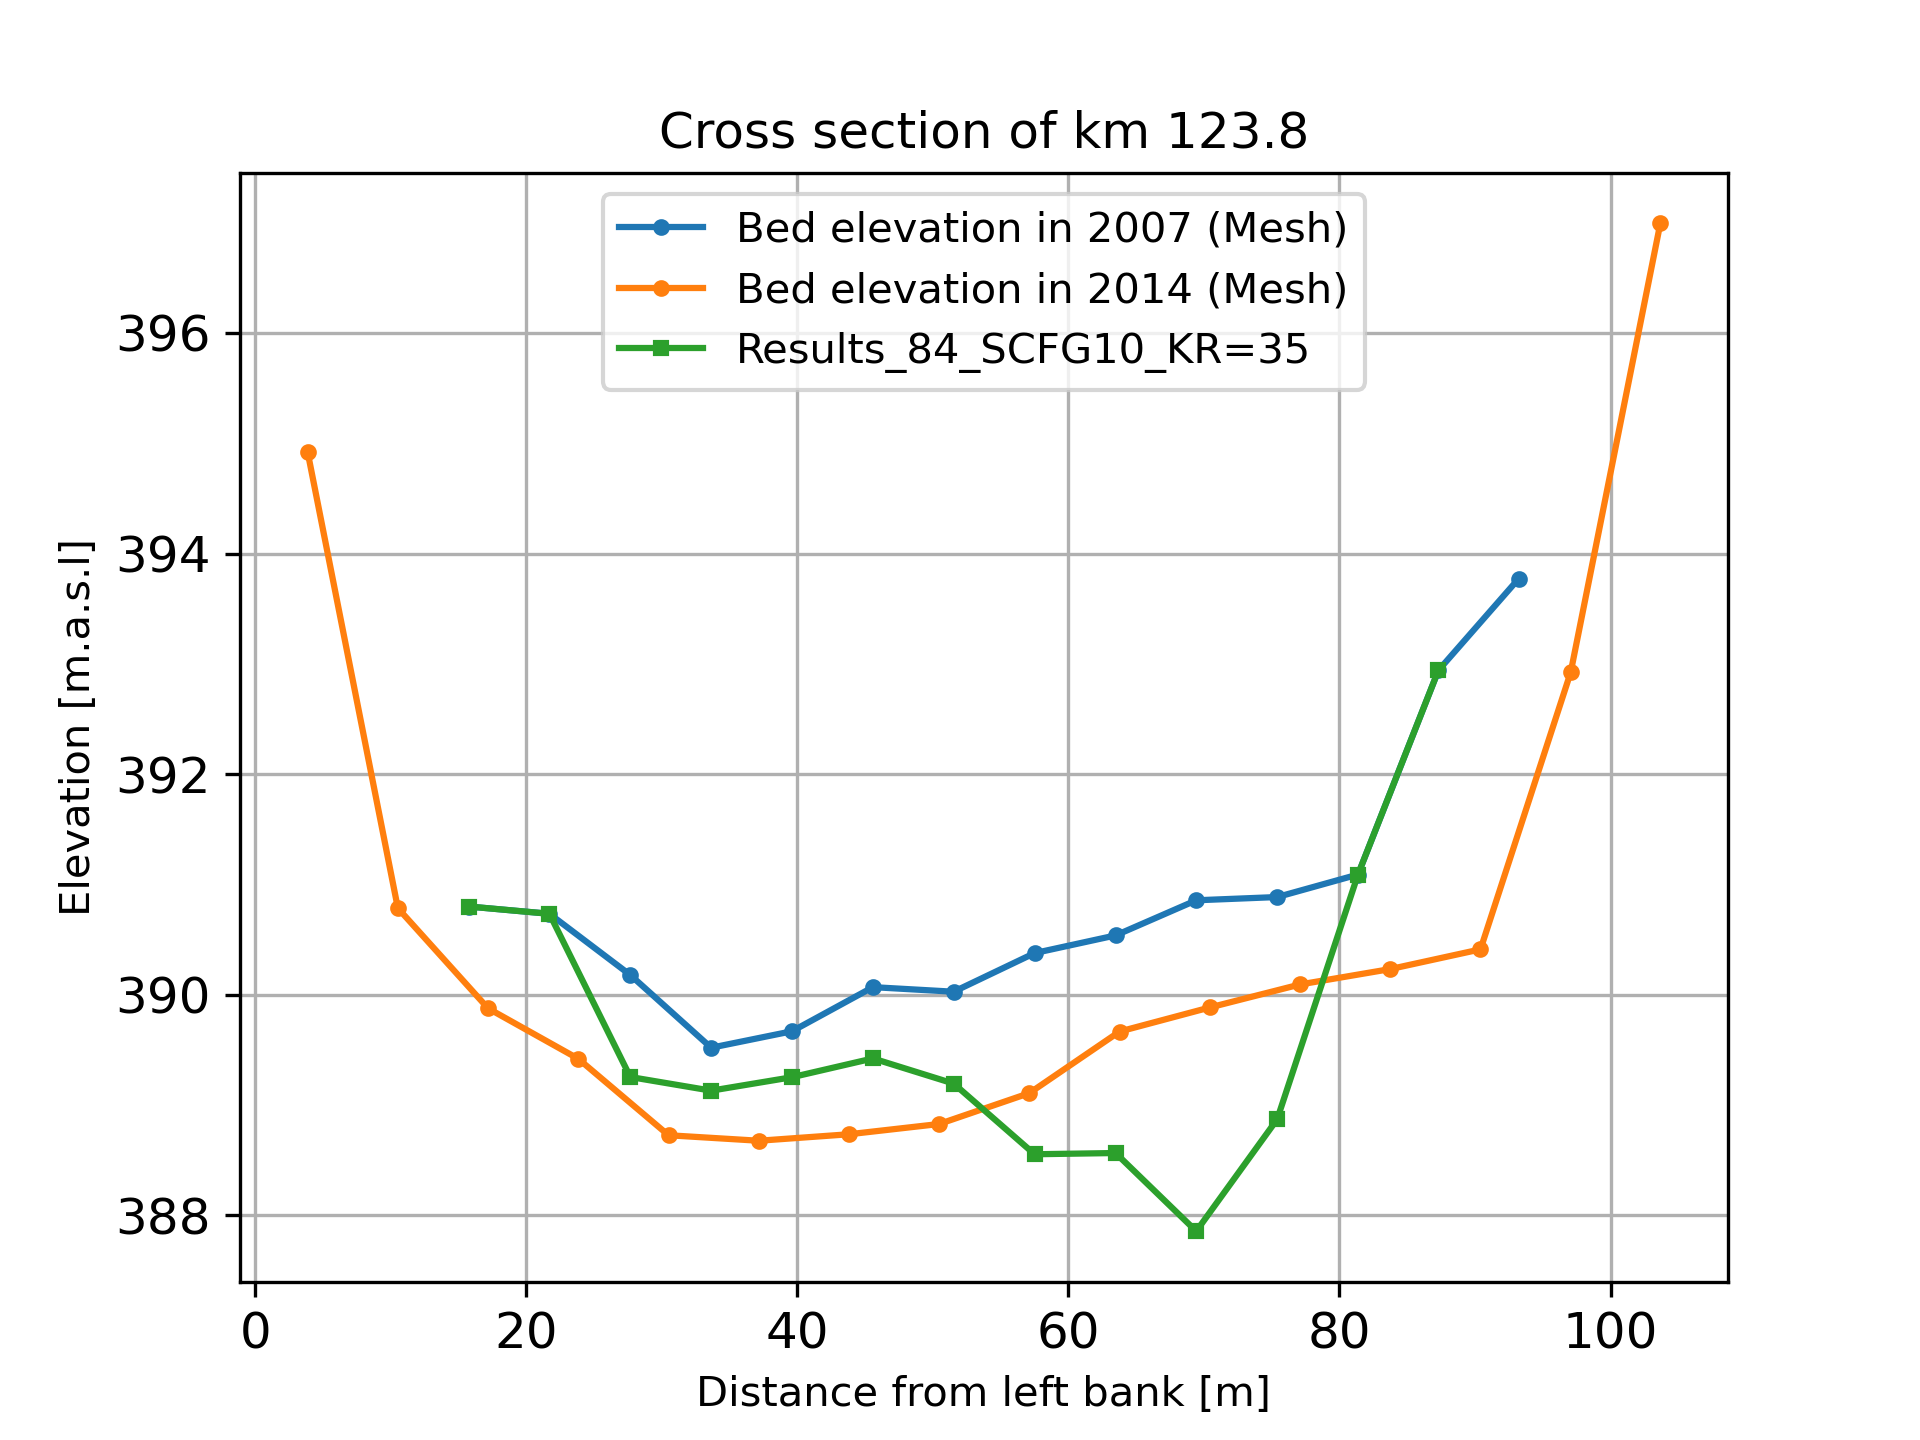 Cross section of km 123.8
Bed elevation in 2007 (Mesh)
Bed elevation in 2014 (Mesh)
Results_84_SCFG10_KR=35
Elevation [m.a.s.l]
396
394
392
390
388
0 20 40 60 80 100
Distance from left bank [m]